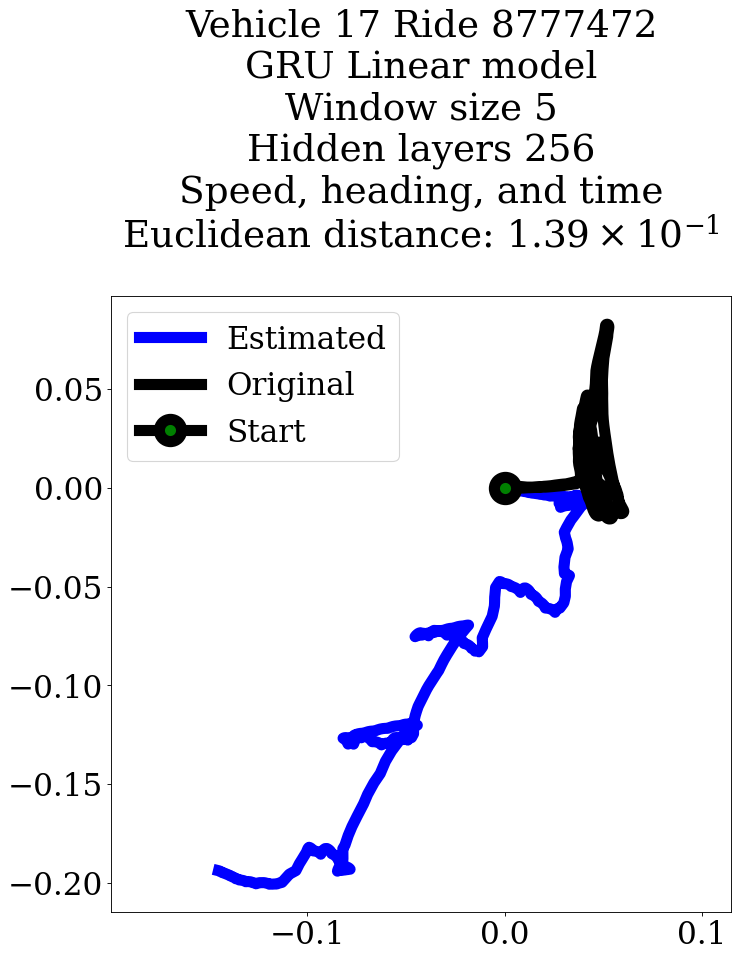 Vehicle 17 Ride 8777472
GRU Linear model
Window size 5
Hidden layers 256
Speed, heading, and time
Euclidean distance: 1.39 × 10⁻¹
Estimated
Original
Start
0.05
0.00
−0.05
−0.10
−0.15
−0.20
−0.1
0.0
0.1